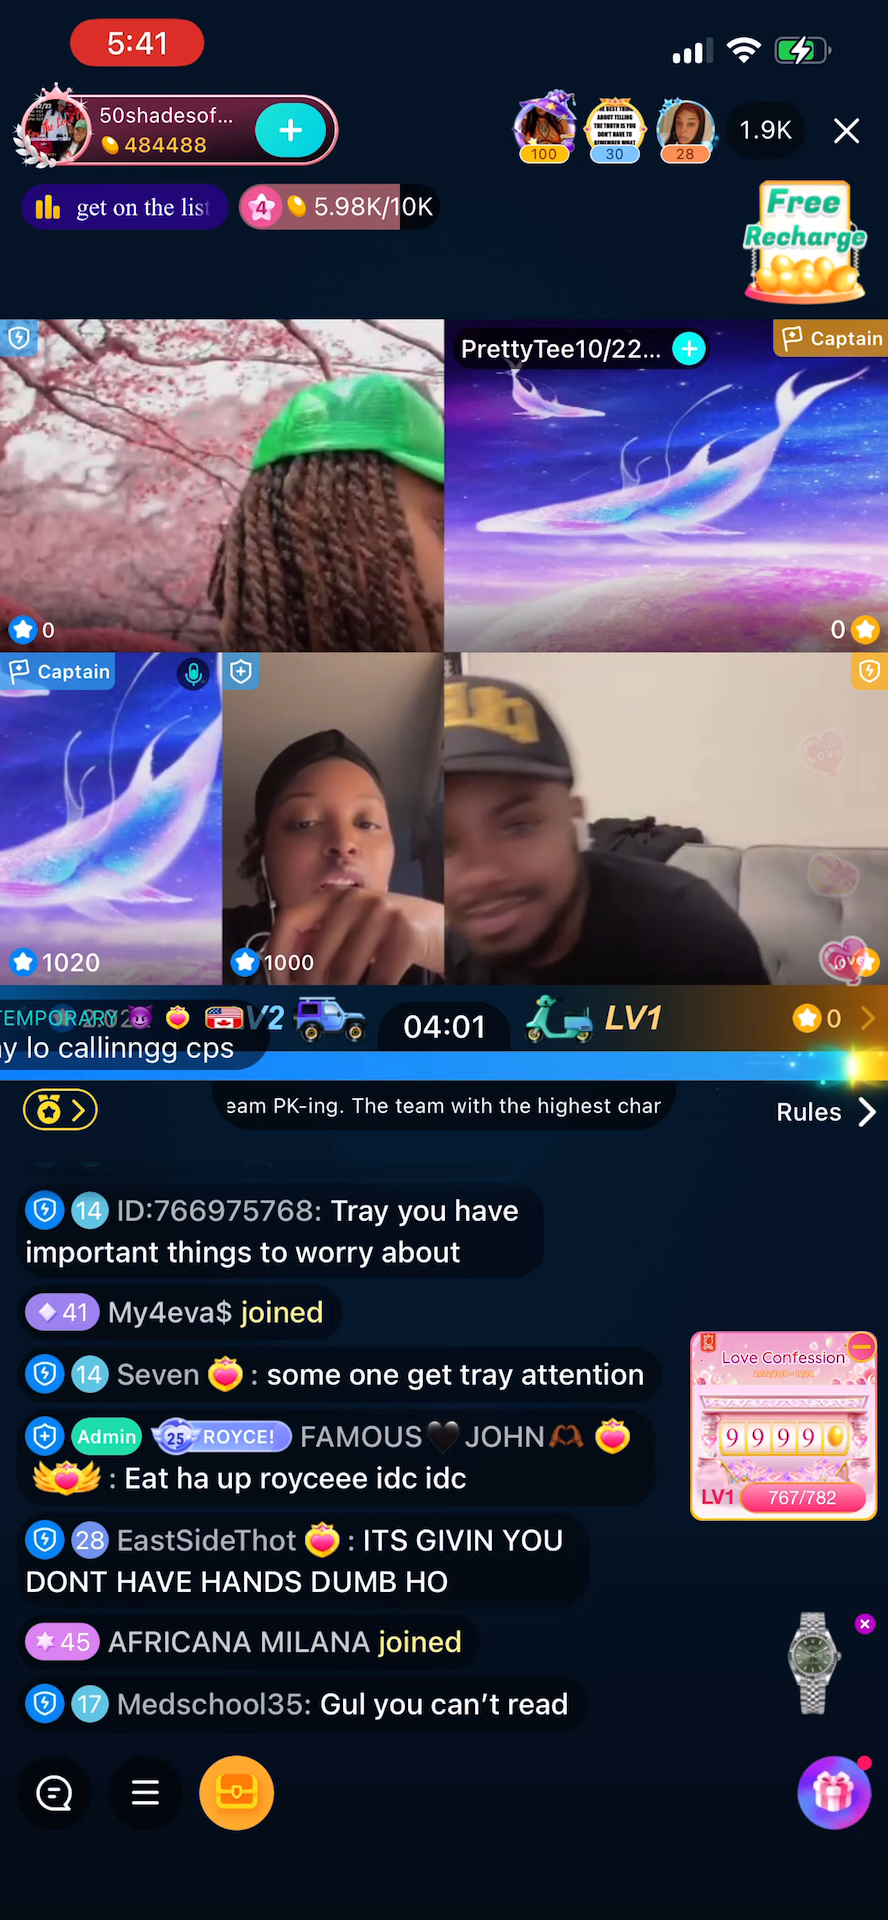 5:41
50shadesof...
484488
100
30
28
1.9K
get on the list
4
5.98K/10K
Free
Recharge
PrettyTee10/22...
Captain
0
0
Captain
1020
1000
TEMPORARY
V2
04:01
LV1
0
y lo callinngg cps
eam PK-ing. The team with the highest char
Rules
14 ID:766975768: Tray you have
important things to worry about
41 My4eva$ joined
14 Seven : some one get tray attention
Love Confession
Admin 25 ROYCE! FAMOUS🖤JOHN
: Eat ha up royceee idc idc
9 9 9 9
LV1 767/782
28 EastSideThot : ITS GIVIN YOU
DONT HAVE HANDS DUMB HO
45 AFRICANA MILANA joined
17 Medschool35: Gul you can't read